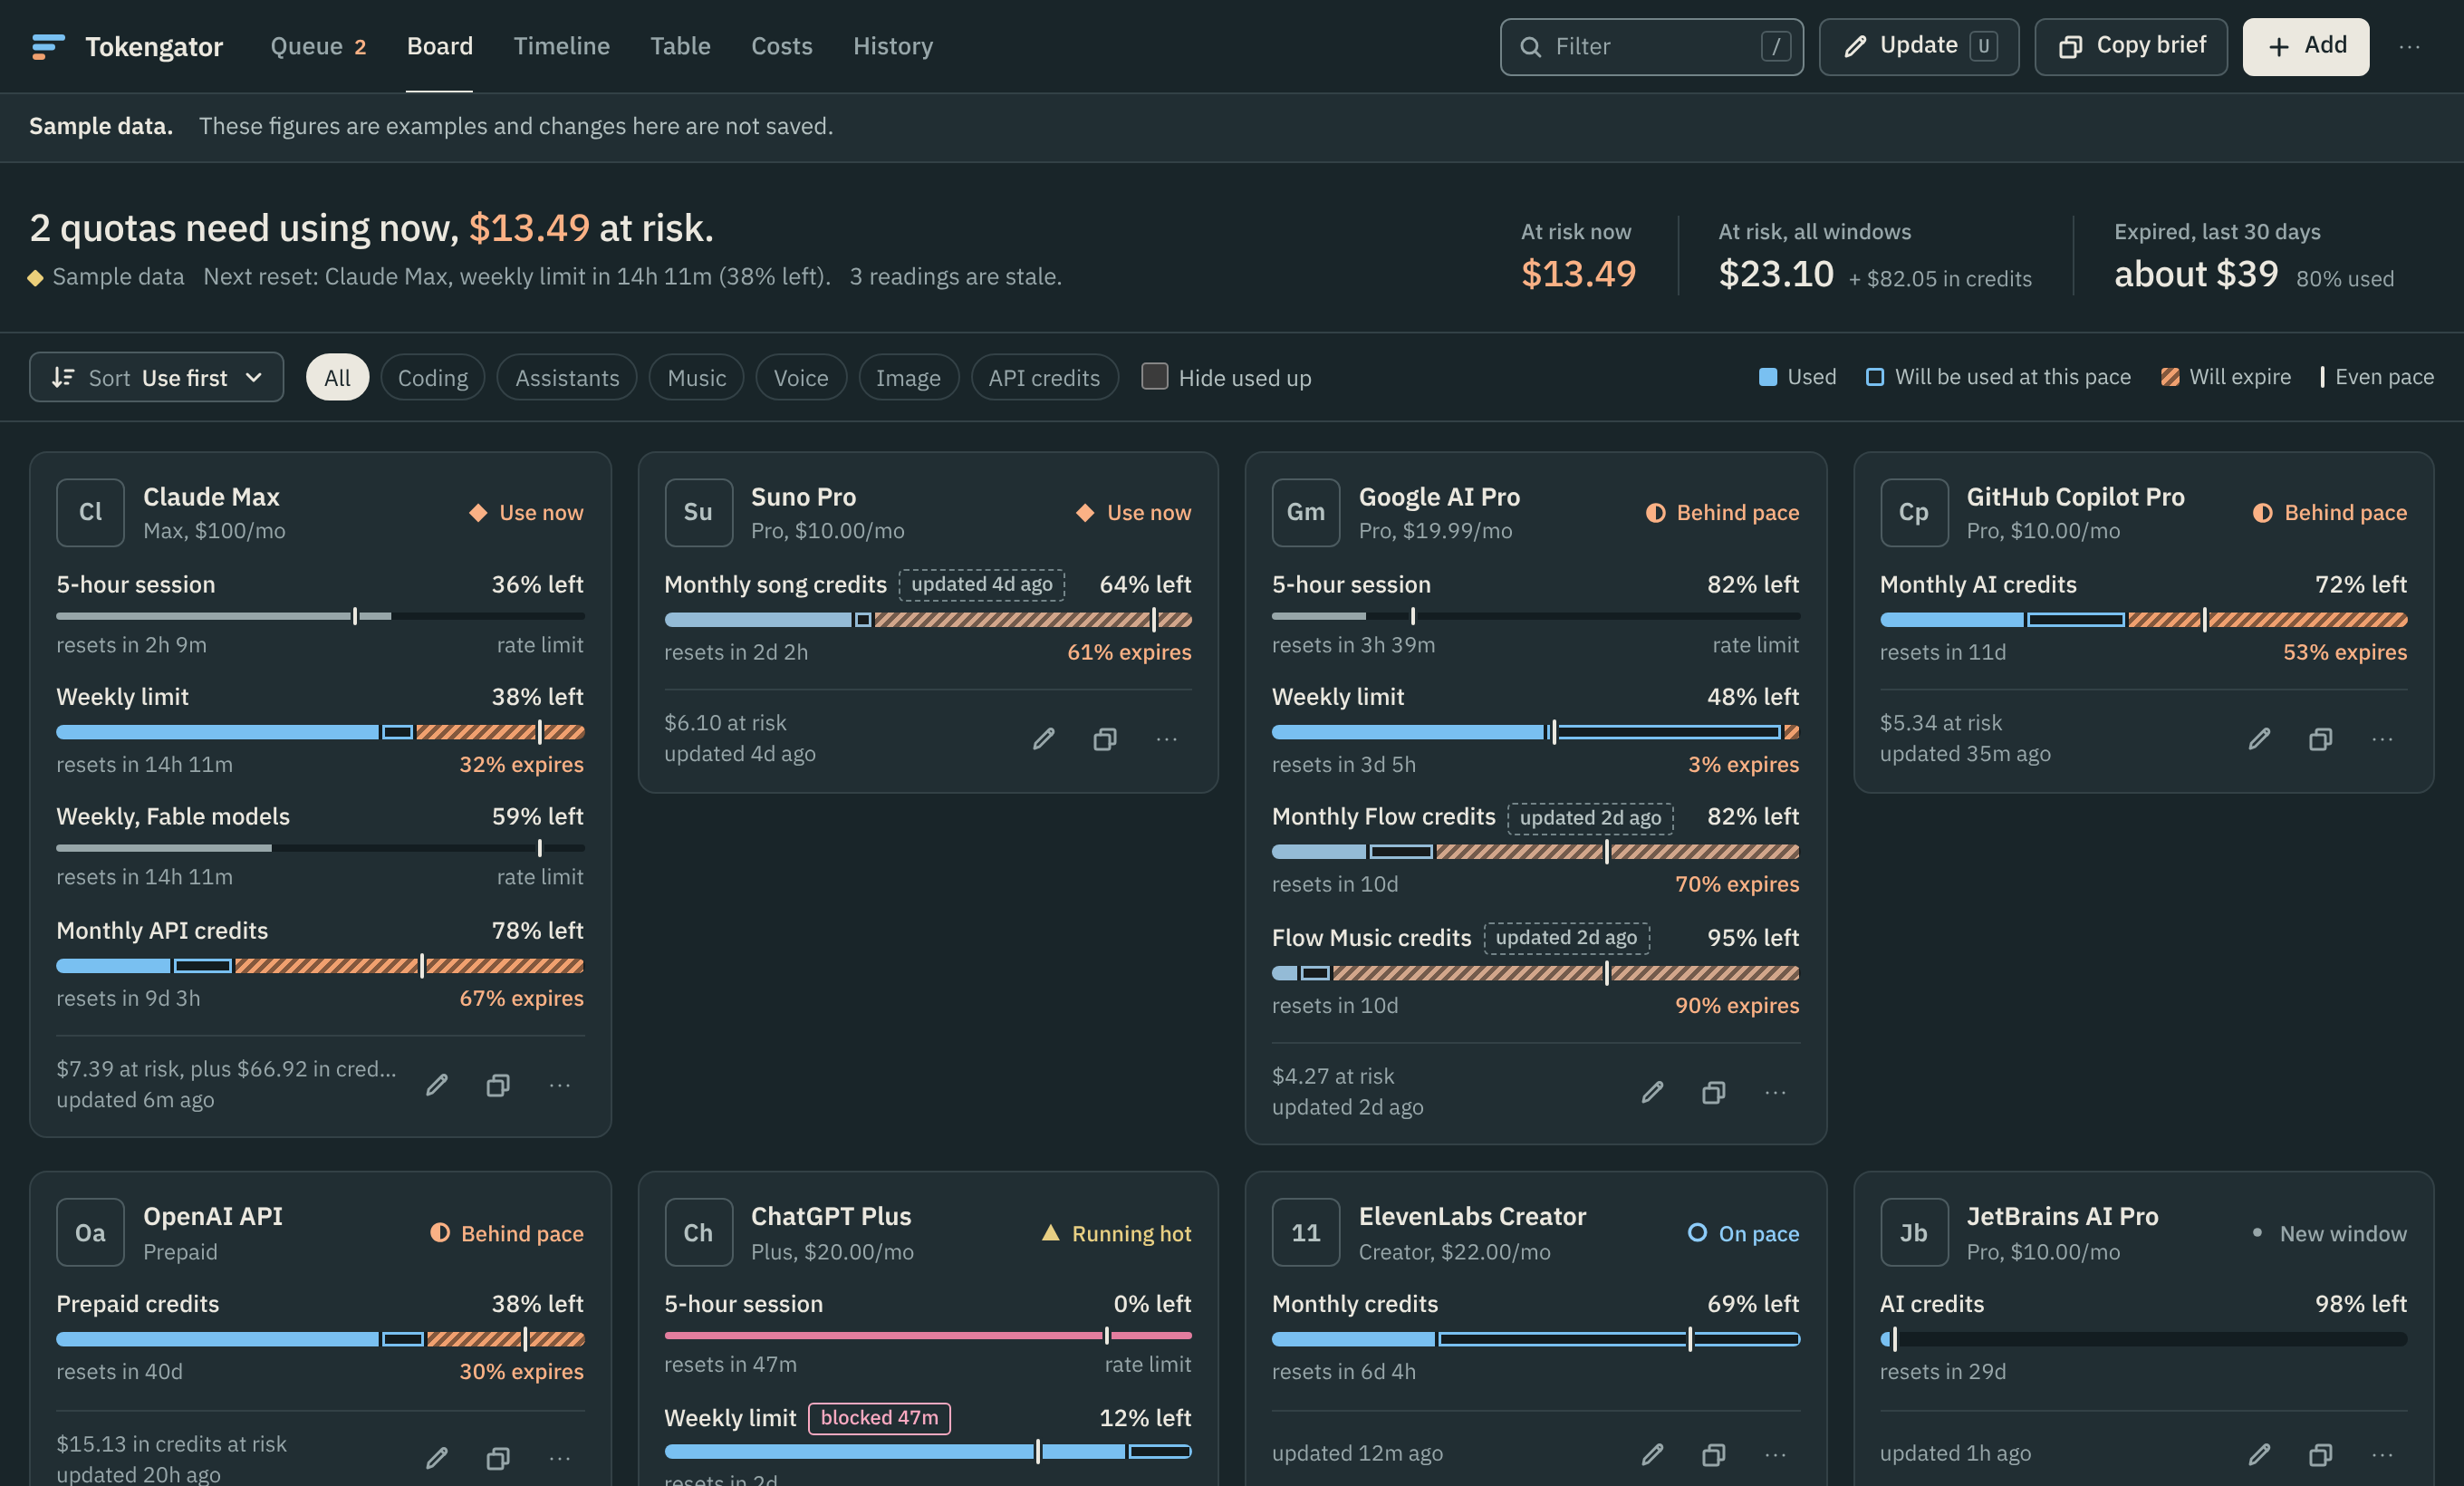 Tokengator
Queue 2
Board
Timeline
Table
Costs
History
Filter /
Update U
Copy brief
+ Add
...
Sample data. These figures are examples and changes here are not saved.
2 quotas need using now, $13.49 at risk.
Sample data Next reset: Claude Max, weekly limit in 14h 11m (38% left). 3 readings are stale.
At risk now
$13.49
At risk, all windows
$23.10 + $82.05 in credits
Expired, last 30 days
about $39 80% used
Sort Use first
All
Coding
Assistants
Music
Voice
Image
API credits
Hide used up
Used
Will be used at this pace
Will expire
Even pace
Cl
Claude Max
Max, $100/mo
Use now
5-hour session 36% left
resets in 2h 9m rate limit
Weekly limit 38% left
resets in 14h 11m 32% expires
Weekly, Fable models 59% left
resets in 14h 11m rate limit
Monthly API credits 78% left
resets in 9d 3h 67% expires
$7.39 at risk, plus $66.92 in cred...
updated 6m ago
...
Su
Suno Pro
Pro, $10.00/mo
Use now
Monthly song credits updated 4d ago 64% left
resets in 2d 2h 61% expires
$6.10 at risk
updated 4d ago
...
Gm
Google AI Pro
Pro, $19.99/mo
Behind pace
5-hour session 82% left
resets in 3h 39m rate limit
Weekly limit 48% left
resets in 3d 5h 3% expires
Monthly Flow credits updated 2d ago 82% left
resets in 10d 70% expires
Flow Music credits updated 2d ago 95% left
resets in 10d 90% expires
$4.27 at risk
updated 2d ago
...
Cp
GitHub Copilot Pro
Pro, $10.00/mo
Behind pace
Monthly AI credits 72% left
resets in 11d 53% expires
$5.34 at risk
updated 35m ago
...
Oa
OpenAI API
Prepaid
Behind pace
Prepaid credits 38% left
resets in 40d 30% expires
$15.13 in credits at risk
updated 20h ago
...
Ch
ChatGPT Plus
Plus, $20.00/mo
Running hot
5-hour session 0% left
resets in 47m rate limit
Weekly limit blocked 47m 12% left
resets in 2d
11
ElevenLabs Creator
Creator, $22.00/mo
On pace
Monthly credits 69% left
resets in 6d 4h
updated 12m ago
...
Jb
JetBrains AI Pro
Pro, $10.00/mo
New window
AI credits 98% left
resets in 29d
updated 1h ago
...